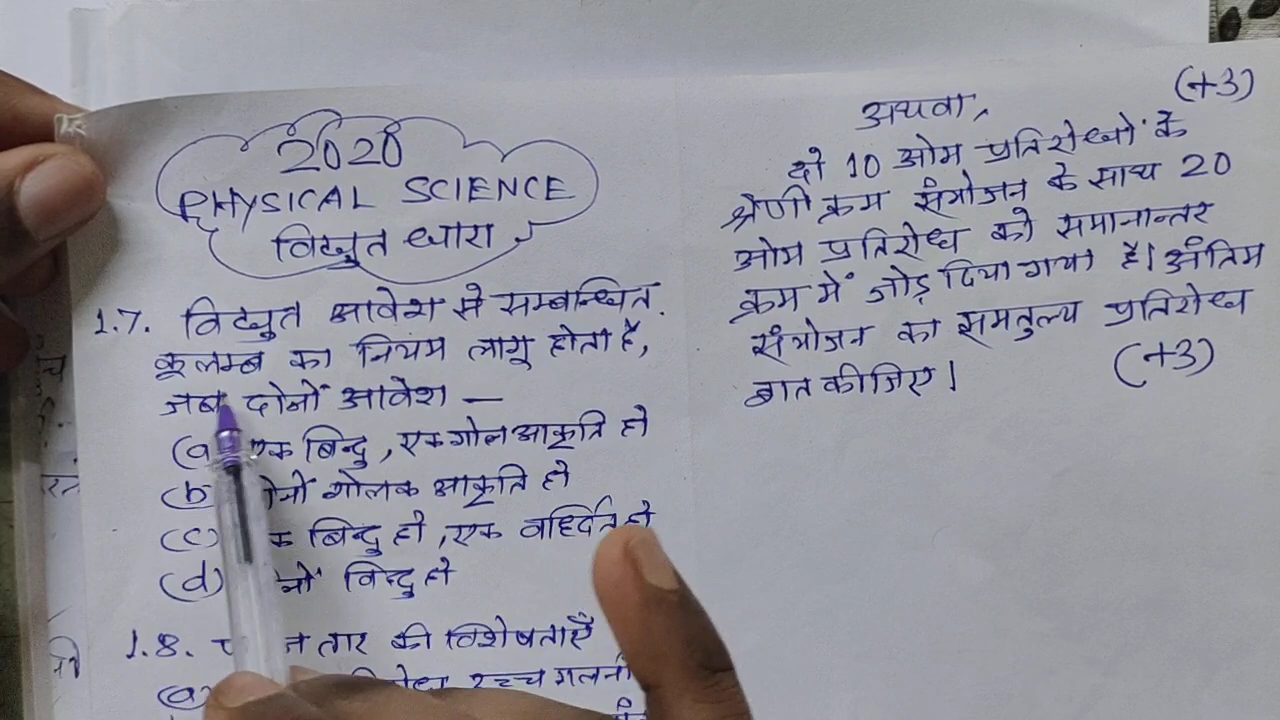 2020
PHYSICAL SCIENCE
विद्युत धारा
1.7. विद्युत आवेश से सम्बन्धित
कूलम्ब का नियम लागू होता है,
जब दोनों आवेश —
(a) एक बिन्दु, एक गोल आकृति हो
(b) गोलक आकृति हो
(c) बिन्दु हो, एक वर्हिदित हो
(d) बिन्दु हो
1.8. तार की विशेषताएँ
(a) उच्च
अथवा, (+3)
दो 10 ओम प्रतिरोधों के
श्रेणी क्रम संयोजन के साथ 20
ओम प्रतिरोध को समानान्तर
क्रम में जोड़ दिया गया है। अंतिम
संयोजन का समतुल्य प्रतिरोध
ज्ञात कीजिए। (+3)